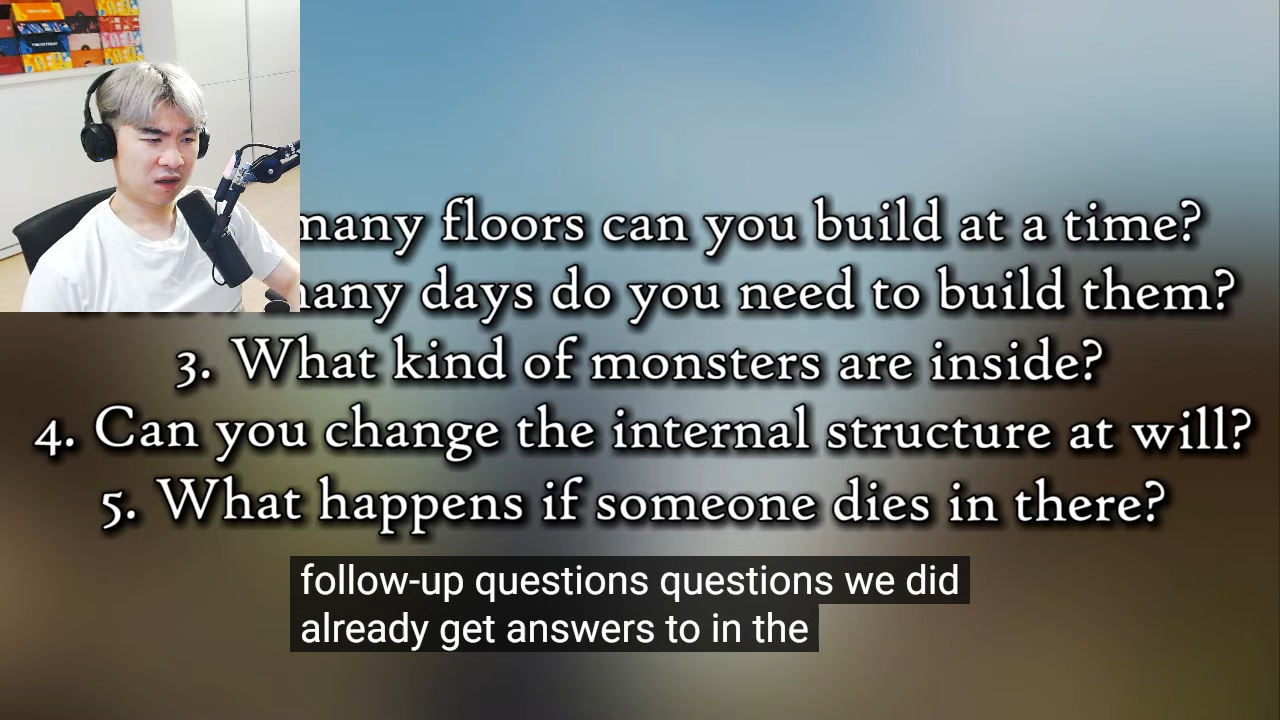 many floors can you build at a time?
many days do you need to build them?
3. What kind of monsters are inside?
4. Can you change the internal structure at will?
5. What happens if someone dies in there?
follow-up questions questions we did
already get answers to in the